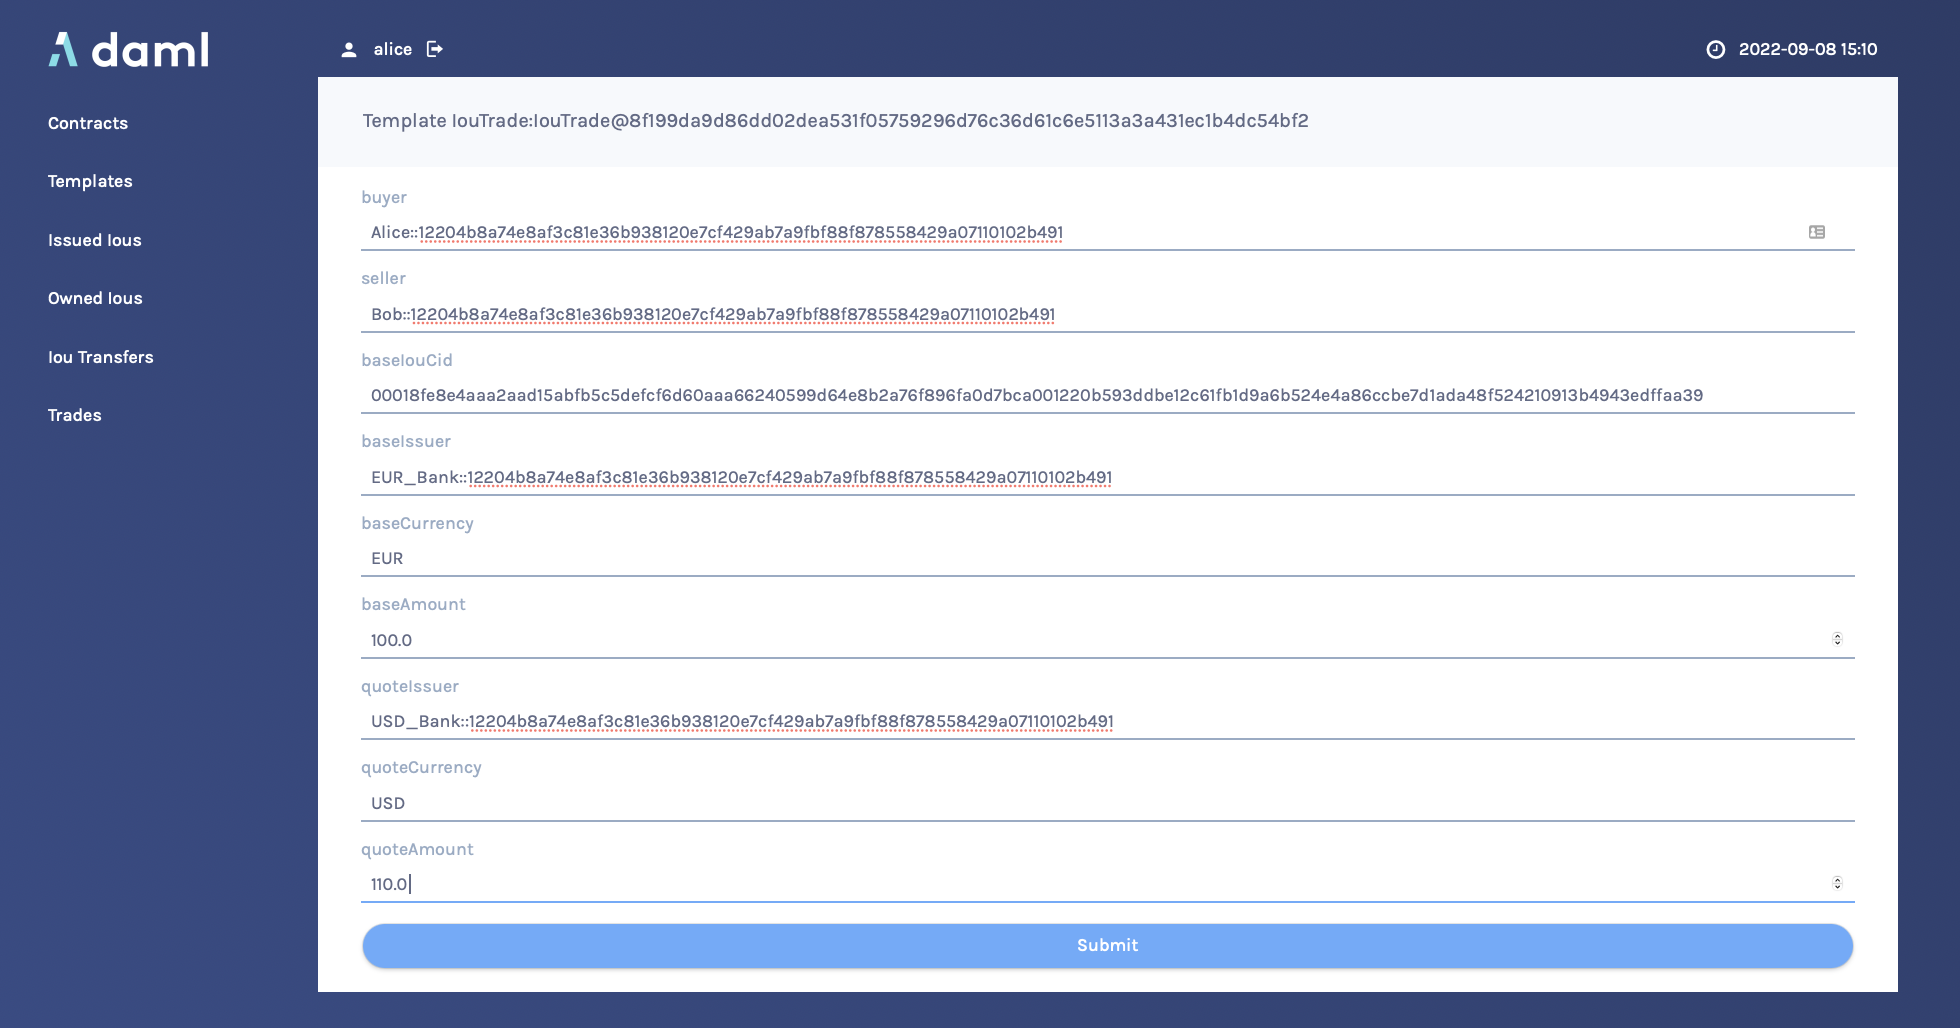 daml
alice
2022-09-08 15:10
Contracts
Templates
Issued Ious
Owned Ious
Iou Transfers
Trades
Template IouTrade:IouTrade@8f199da9d86dd02dea531f05759296d76c36d61c6e5113a3a431ec1b4dc54bf2
buyer
Alice::12204b8a74e8af3c81e36b938120e7cf429ab7a9fbf88f878558429a07110102b491
seller
Bob::12204b8a74e8af3c81e36b938120e7cf429ab7a9fbf88f878558429a07110102b491
baseIouCid
00018fe8e4aaa2aad15abfb5c5defcf6d60aaa66240599d64e8b2a76f896fa0d7bca001220b593ddbe12c61fb1d9a6b524e4a86ccbe7d1ada48f524210913b4943edffaa39
baseIssuer
EUR_Bank::12204b8a74e8af3c81e36b938120e7cf429ab7a9fbf88f878558429a07110102b491
baseCurrency
EUR
baseAmount
100.0
quoteIssuer
USD_Bank::12204b8a74e8af3c81e36b938120e7cf429ab7a9fbf88f878558429a07110102b491
quoteCurrency
USD
quoteAmount
110.0
Submit